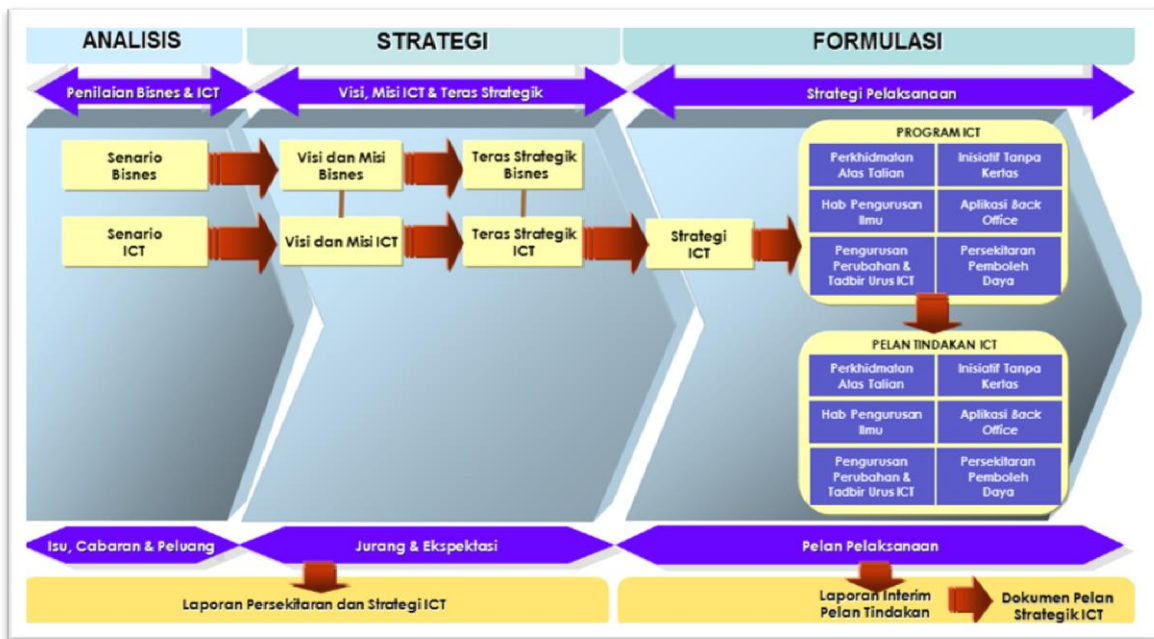 ANALISIS
STRATEGI
FORMULASI
Penilaian Bisnes & ICT
Visi, Misi ICT & Teras Strategik
Strategi Pelaksanaan
Senario
Bisnes
Visi dan Misi
Bisnes
Teras Strategik
Bisnes
Senario
ICT
Visi dan Misi ICT
Teras Strategik
ICT
Strategi
ICT
PROGRAM ICT
Perkhidmatan
Atas Talian
Inisiatif Tanpa
Kertas
Hab Pengurusan
Ilmu
Aplikasi Back
Office
Pengurusan
Perubahan &
Tadbir Urus ICT
Persekitaran
Pemboleh
Daya
PELAN TINDAKAN ICT
Perkhidmatan
Atas Talian
Inisiatif Tanpa
Kertas
Hab Pengurusan
Ilmu
Aplikasi Back
Office
Pengurusan
Perubahan &
Tadbir Urus ICT
Persekitaran
Pemboleh
Daya
Isu, Cabaran & Peluang
Jurang & Ekspektasi
Pelan Pelaksanaan
Laporan Persekitaran dan Strategi ICT
Laporan Interim
Pelan Tindakan
Dokumen Pelan
Strategik ICT